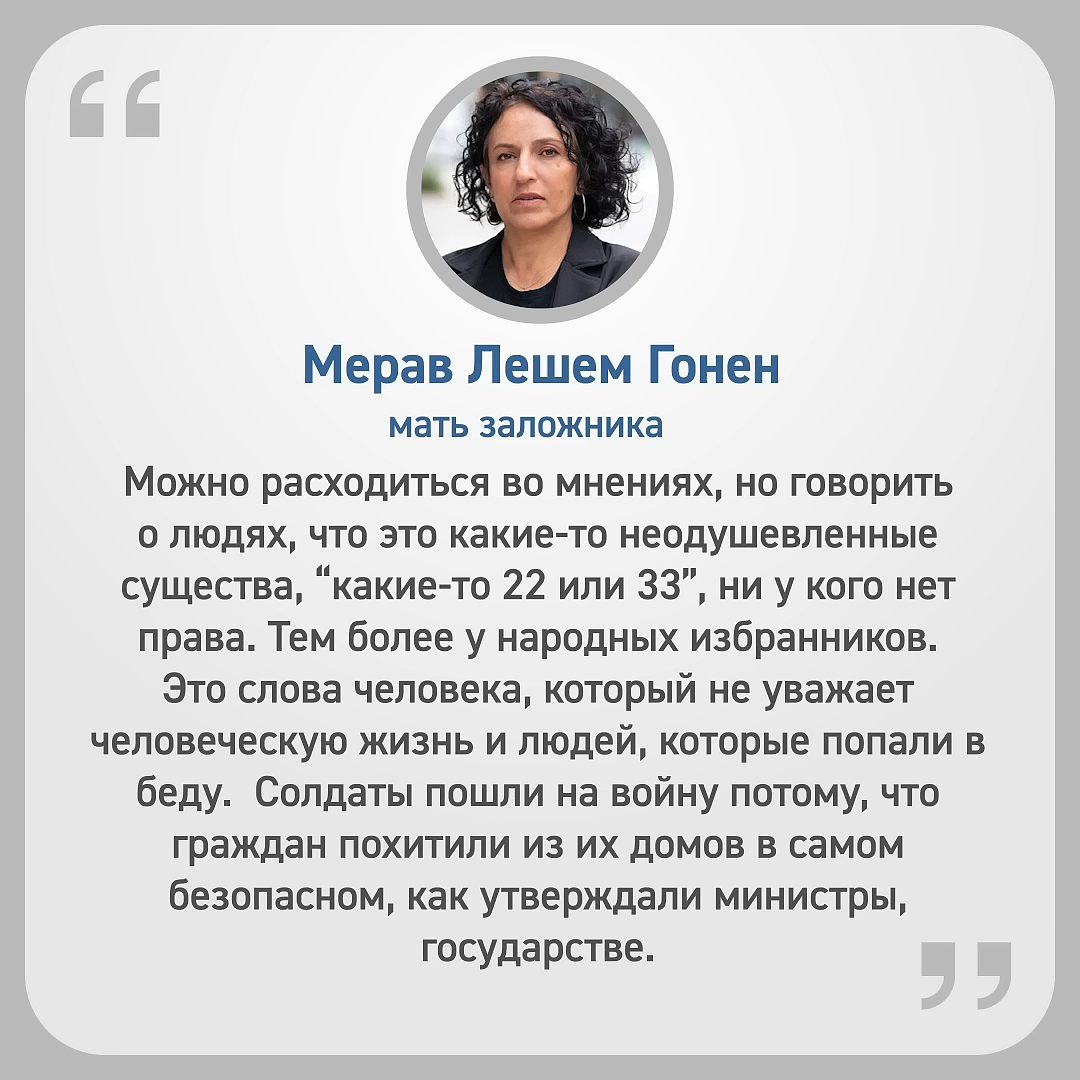 Мерав Лешем Гонен
мать заложника
Можно расходиться во мнениях, но говорить
о людях, что это какие-то неодушевленные
существа, “какие-то 22 или 33”, ни у кого нет
права. Тем более у народных избранников.
Это слова человека, который не уважает
человеческую жизнь и людей, которые попали в
беду.  Солдаты пошли на войну потому, что
граждан похитили из их домов в самом
безопасном, как утверждали министры,
государстве.